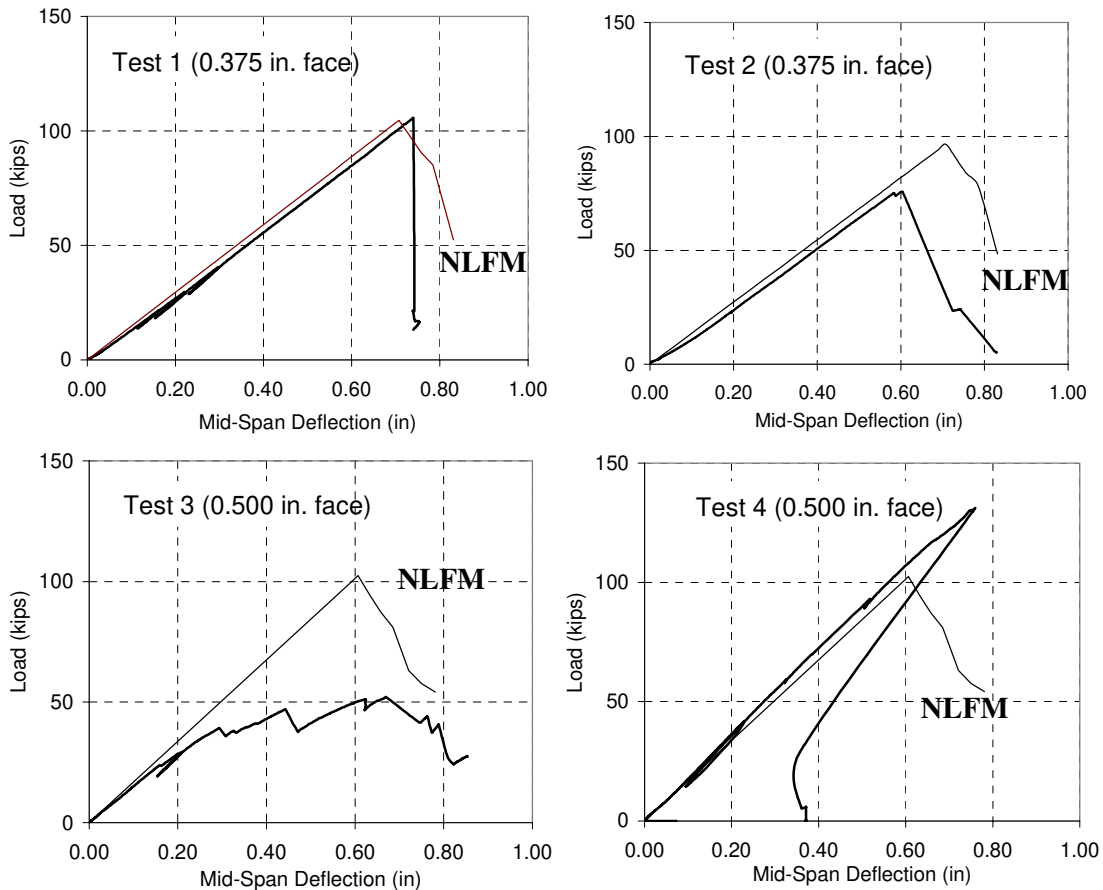 Test 1 (0.375 in. face)
150
100
50
0
Load (kips)
NLFM
0.00 0.20 0.40 0.60 0.80 1.00
Mid-Span Deflection (in)
Test 2 (0.375 in. face)
150
100
50
0
Load (kips)
NLFM
0.00 0.20 0.40 0.60 0.80 1.00
Mid-Span Deflection (in)
Test 3 (0.500 in. face)
150
100
50
0
Load (kips)
NLFM
0.00 0.20 0.40 0.60 0.80 1.00
Mid-Span Deflection (in)
Test 4 (0.500 in. face)
150
100
50
0
Load (kips)
NLFM
0.00 0.20 0.40 0.60 0.80 1.00
Mid-Span Deflection (in)